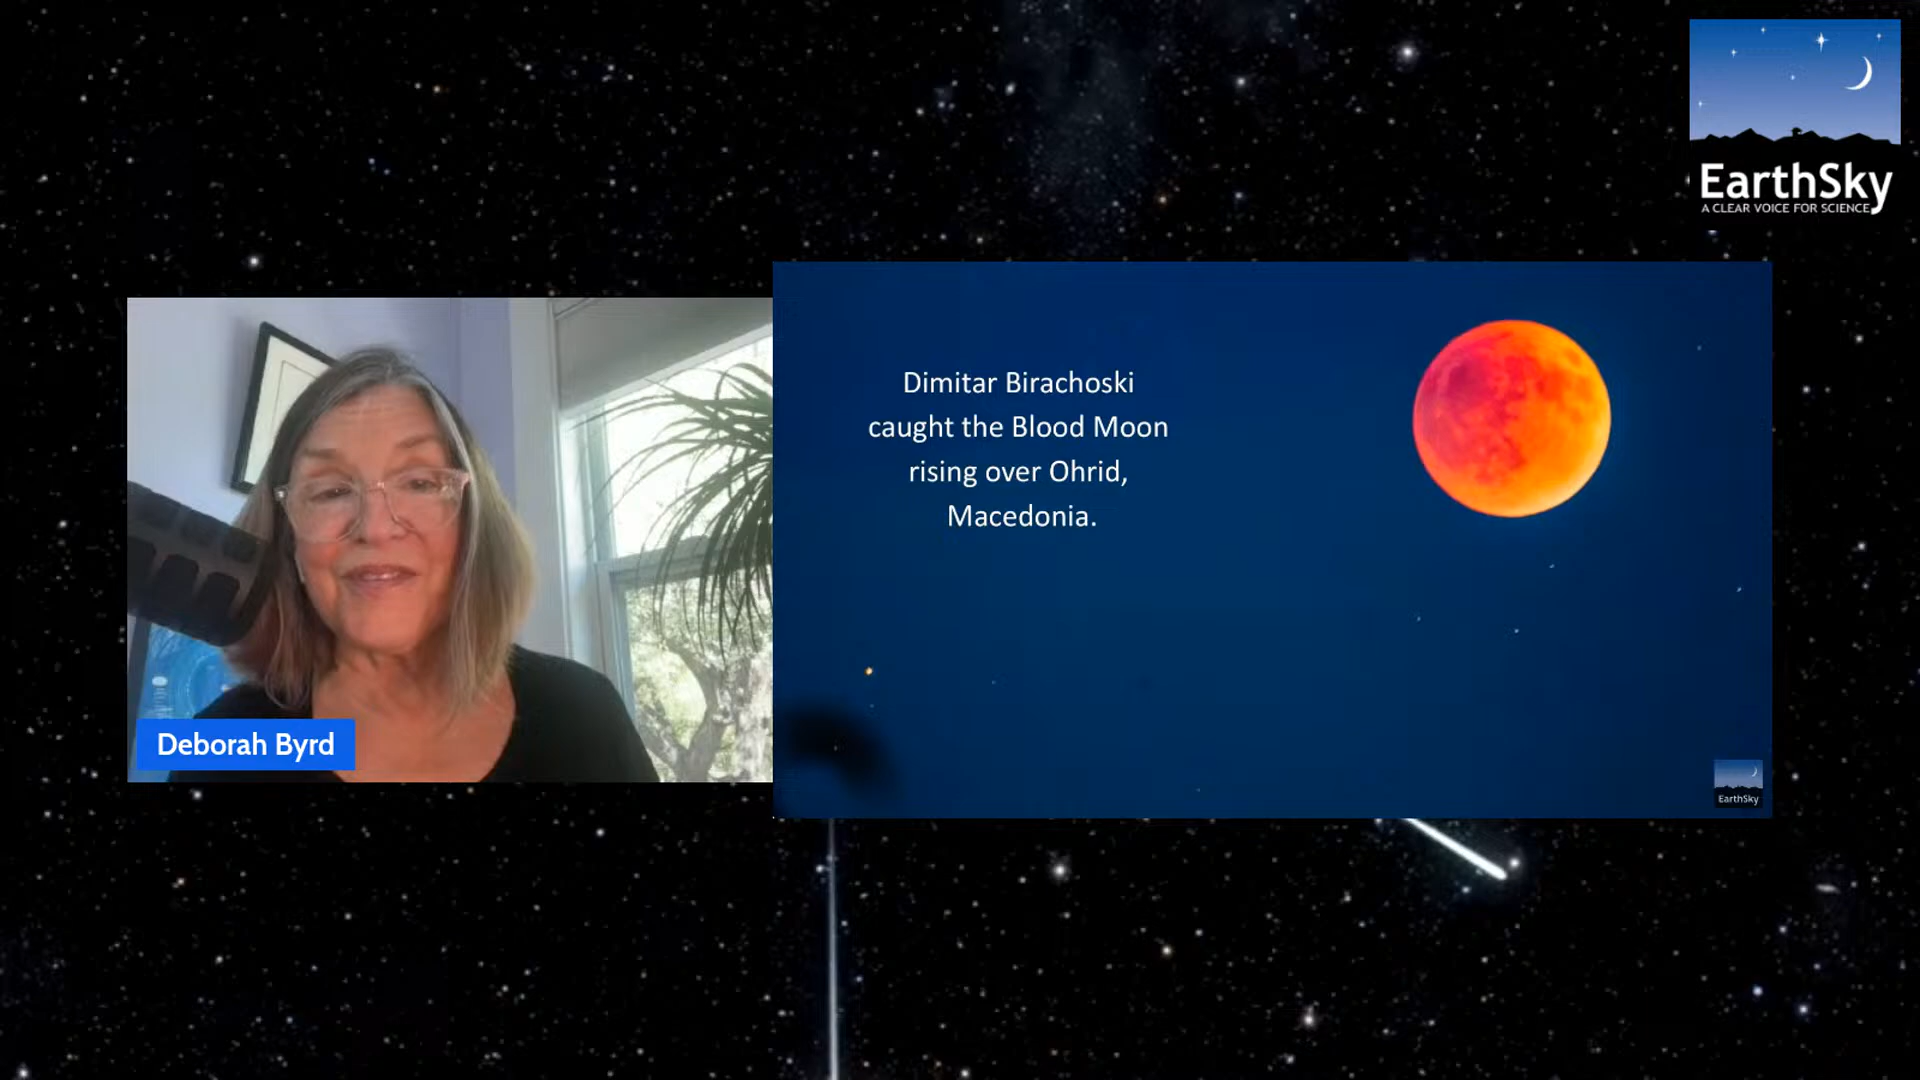 EarthSky
A CLEAR VOICE FOR SCIENCE
Dimitar Birachoski
caught the Blood Moon
rising over Ohrid,
Macedonia.
Deborah Byrd
EarthSky